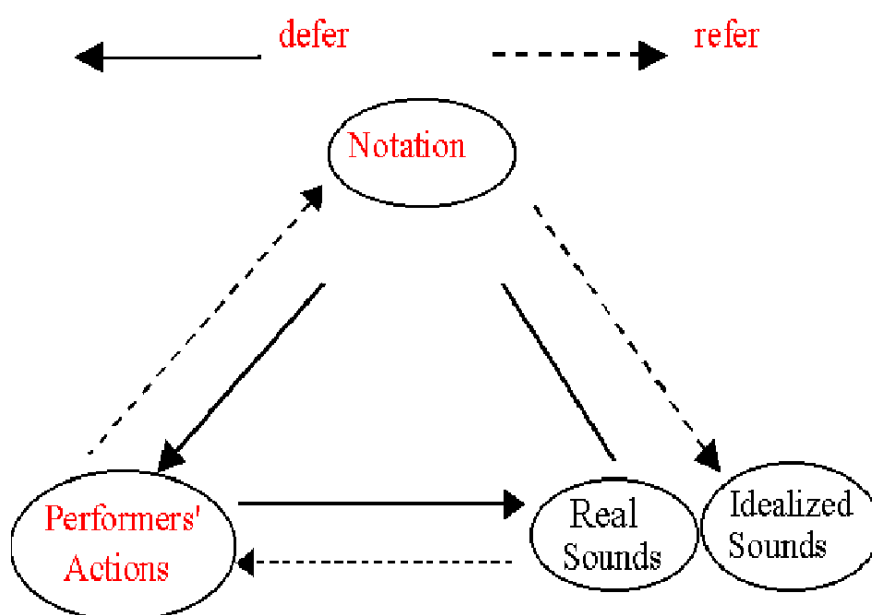 defer
refer
Notation
Performers'
Actions
Real
Sounds
Idealized
Sounds